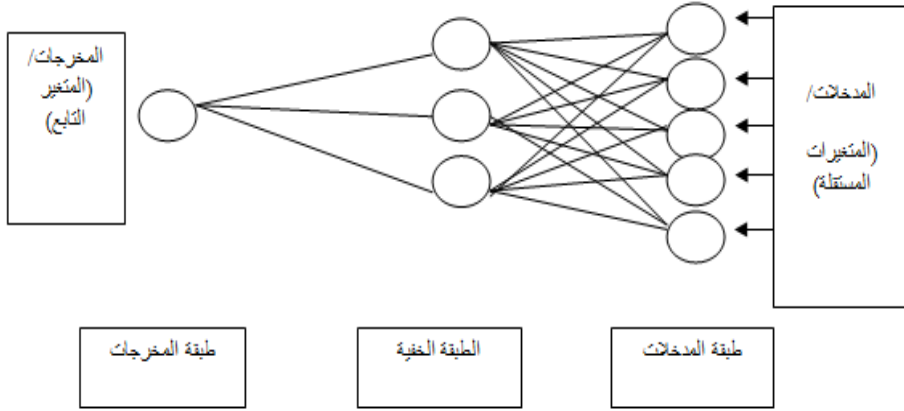 المدخلات/
(المتغيرات
المستقلة)
المخرجات/
(المتغير
التابع)
طبقة المدخلات
الطبقة الخفية
طبقة المخرجات